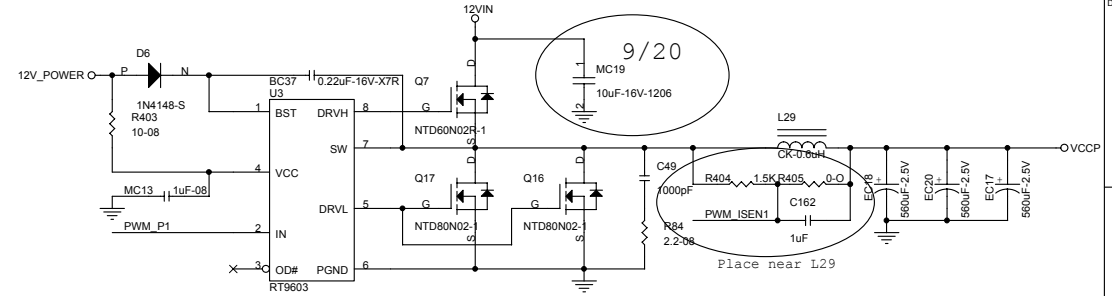 12VIN
9/20
D6
12V_POWER
P
N
1N4148-S
R403
10-08
BC37
0.22uF-16V-X7R
U3
Q7
D
G
S
NTD60N02R-1
1
MC19
10uF-16V-1206
2
1
BST
DRVH
8
SW
7
4
VCC
DRVL
5
2
IN
3
OD#
PGND
6
RT9603
MC13
1uF-08
PWM_P1
Q17
D
G
S
NTD80N02-1
Q16
D
G
S
NTD80N02-1
C49
1000pF
R84
2.2-08
L29
CK-0.6uH
R404
1.5K
R405
0-O
C162
1uF
PWM_ISEN1
Place near L29
EC18
560uF-2.5V
EC20
560uF-2.5V
EC17
560uF-2.5V
VCCP